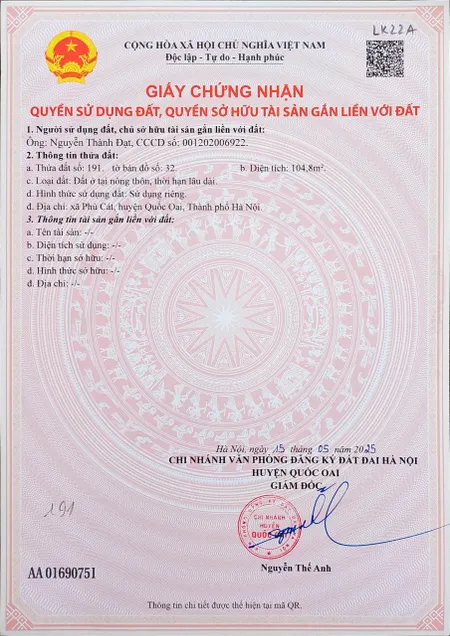 LK22A
CỘNG HÒA XÃ HỘI CHỦ NGHĨA VIỆT NAM
Độc lập - Tự do - Hạnh phúc
GIẤY CHỨNG NHẬN
QUYỀN SỬ DỤNG ĐẤT, QUYỀN SỞ HỮU TÀI SẢN GẮN LIỀN VỚI ĐẤT
1. Người sử dụng đất, chủ sở hữu tài sản gắn liền với đất:
Ông: Nguyễn Thành Đạt, CCCD số: 001202006922.
2. Thông tin thửa đất:
a. Thửa đất số: 191. tờ bản đồ số: 32. b. Diện tích: 104,8m².
c. Loại đất: Đất ở tại nông thôn, thời hạn lâu dài.
d. Hình thức sử dụng đất: Sử dụng riêng.
đ. Địa chỉ: xã Phú Cát, huyện Quốc Oai, Thành phố Hà Nội.
3. Thông tin tài sản gắn liền với đất:
a. Tên tài sản: -/-
b. Diện tích sử dụng: -/-
c. Thời hạn sở hữu: -/-
d. Hình thức sở hữu: -/-
đ. Địa chỉ: -/-
Hà Nội, ngày 15 tháng 05 năm 2025
CHI NHÁNH VĂN PHÒNG ĐĂNG KÝ ĐẤT ĐAI HÀ NỘI
HUYỆN QUỐC OAI
GIÁM ĐỐC
191
CHI NHÁNH
HUYỆN
QUỐC OAI
Nguyễn Thế Anh
AA 01690751
Thông tin chi tiết được thể hiện tại mã QR.